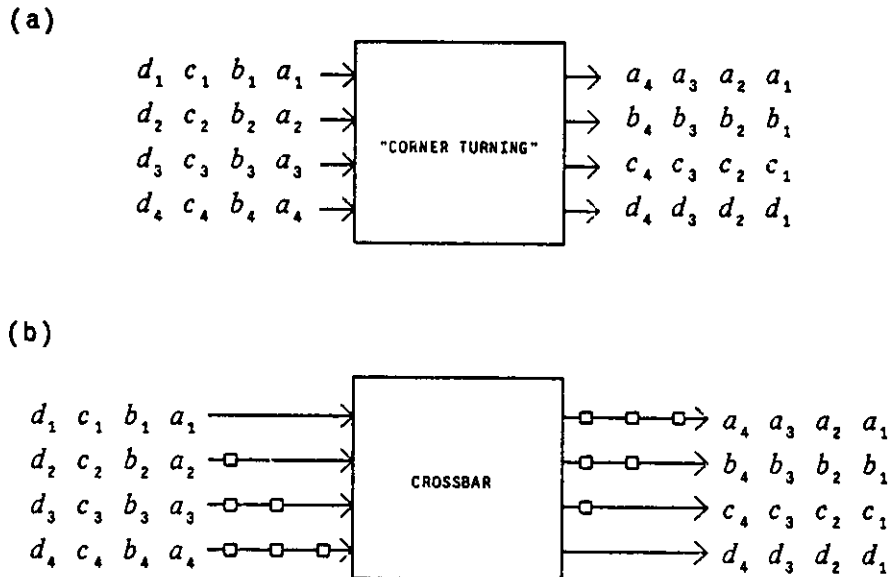 (a)
d₁ c₁ b₁ a₁ a₄ a₃ a₂ a₁
d₂ c₂ b₂ a₂ b₄ b₃ b₂ b₁
"CORNER TURNING"
d₃ c₃ b₃ a₃ c₄ c₃ c₂ c₁
d₄ c₄ b₄ a₄ d₄ d₃ d₂ d₁
(b)
d₁ c₁ b₁ a₁ a₄ a₃ a₂ a₁
d₂ c₂ b₂ a₂ b₄ b₃ b₂ b₁
CROSSBAR
d₃ c₃ b₃ a₃ c₄ c₃ c₂ c₁
d₄ c₄ b₄ a₄ d₄ d₃ d₂ d₁